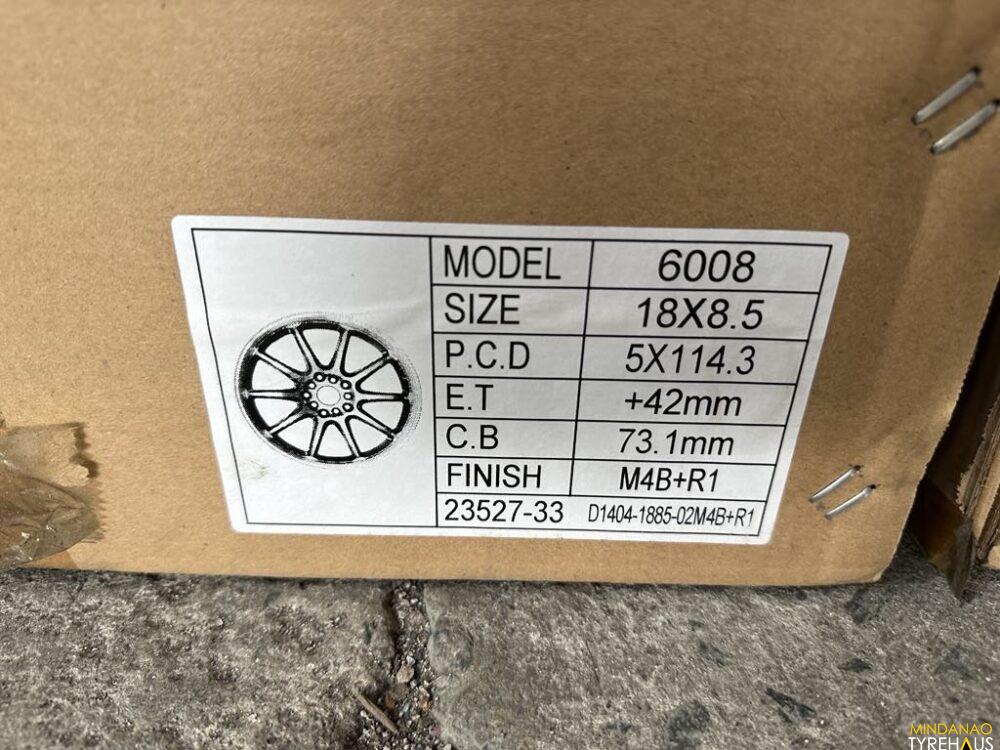 MODEL 6008
SIZE 18X8.5
P.C.D 5X114.3
E.T +42mm
C.B 73.1mm
FINISH M4B+R1
23527-33 D1404-1885-02M4B+R1
MINDANAO
TYREHAUS